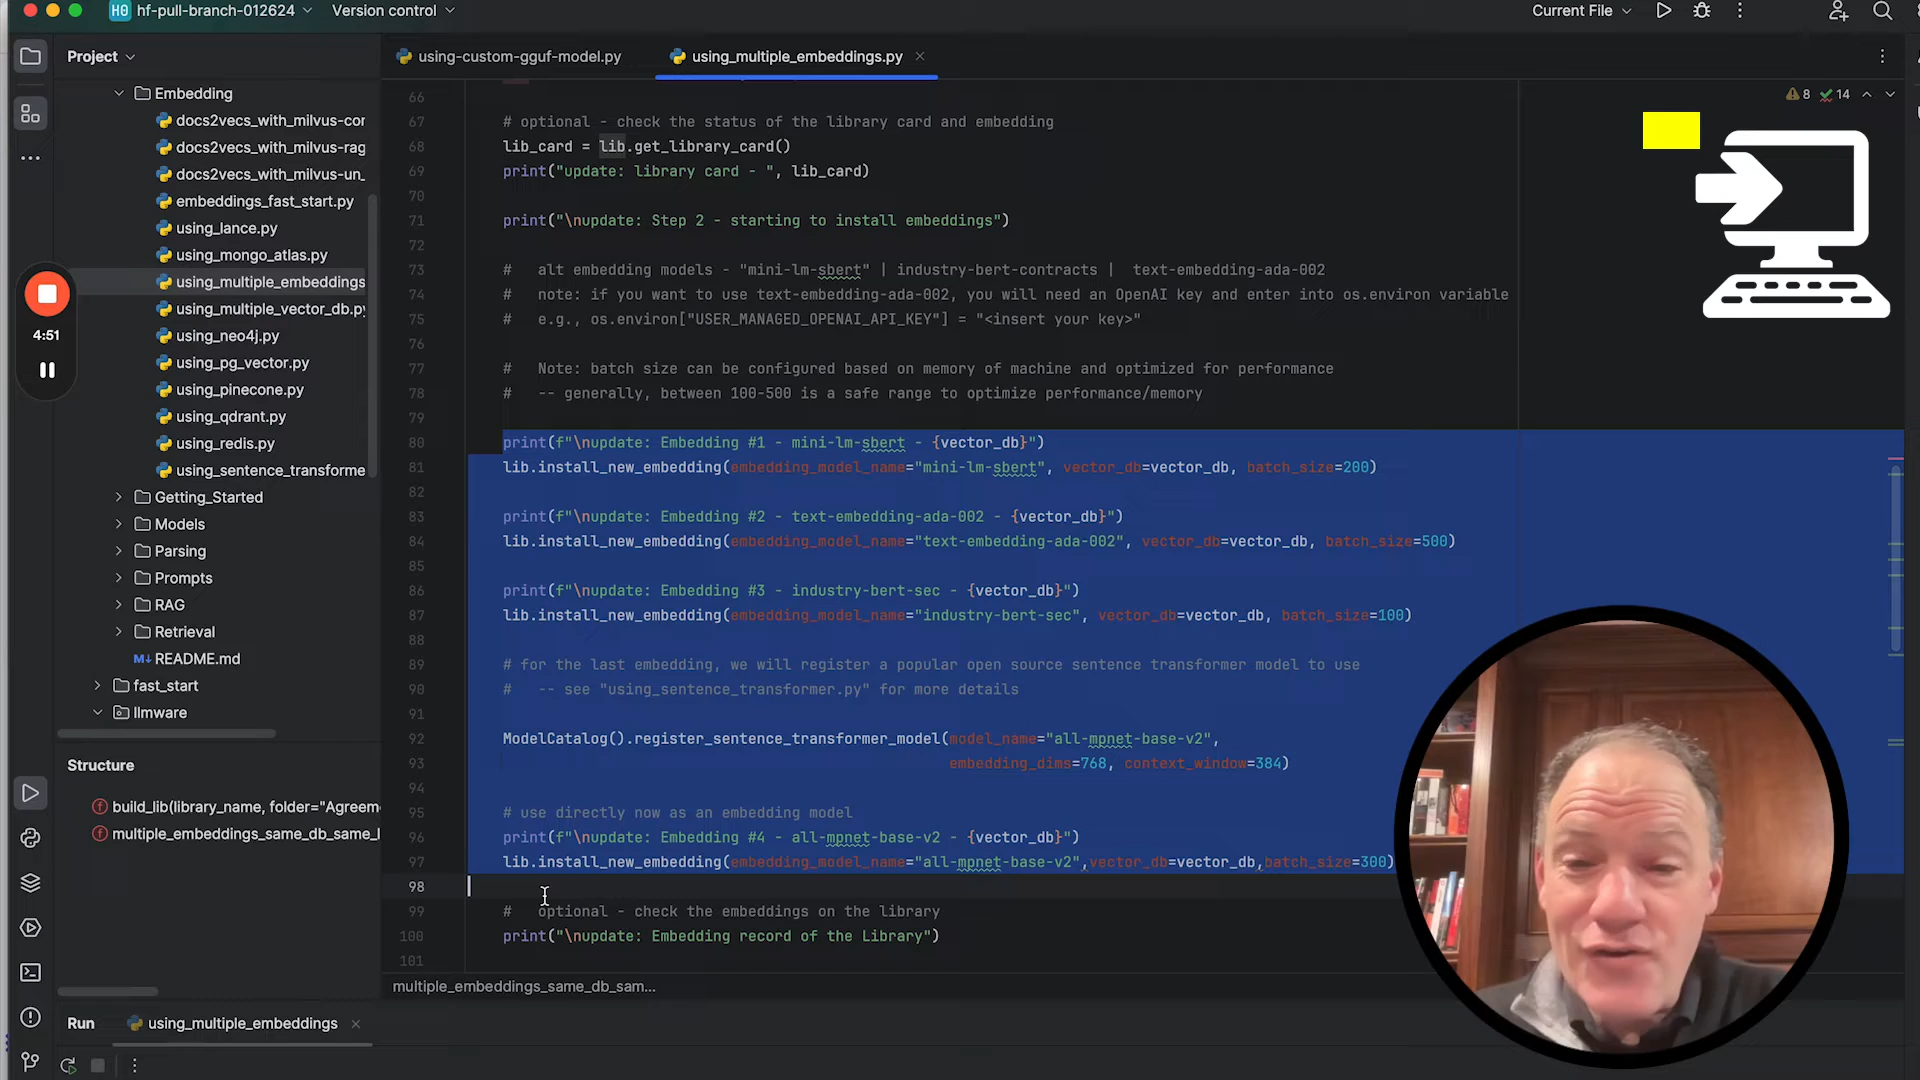 H0 hf-pull-branch-012624
Version control
Current File
Project
Embedding
docs2vecs_with_milvus-cor
docs2vecs_with_milvus-rag
docs2vecs_with_milvus-un_
embeddings_fast_start.py
using_lance.py
using_mongo_atlas.py
using_multiple_embeddings
using_multiple_vector_db.py
using_neo4j.py
using_pg_vector.py
using_pinecone.py
using_qdrant.py
using_redis.py
using_sentence_transforme
Getting_Started
Models
Parsing
Prompts
RAG
Retrieval
M↓ README.md
fast_start
llmware
4:51
Structure
build_lib(library_name, folder="Agreeme
multiple_embeddings_same_db_same_l
using-custom-gguf-model.py
using_multiple_embeddings.py
8 14
66
67 # optional - check the status of the library card and embedding
68 lib_card = lib.get_library_card()
69 print("update: library card - ", lib_card)
70
71 print("\nupdate: Step 2 - starting to install embeddings")
72
73 # alt embedding models - "mini-lm-sbert" | industry-bert-contracts | text-embedding-ada-002
74 # note: if you want to use text-embedding-ada-002, you will need an OpenAI key and enter into os.environ variable
75 # e.g., os.environ["USER_MANAGED_OPENAI_API_KEY"] = "<insert your key>"
76
77 # Note: batch size can be configured based on memory of machine and optimized for performance
78 # -- generally, between 100-500 is a safe range to optimize performance/memory
79
80 print(f"\nupdate: Embedding #1 - mini-lm-sbert - {vector_db}")
81 lib.install_new_embedding(embedding_model_name="mini-lm-sbert", vector_db=vector_db, batch_size=200)
82
83 print(f"\nupdate: Embedding #2 - text-embedding-ada-002 - {vector_db}")
84 lib.install_new_embedding(embedding_model_name="text-embedding-ada-002", vector_db=vector_db, batch_size=500)
85
86 print(f"\nupdate: Embedding #3 - industry-bert-sec - {vector_db}")
87 lib.install_new_embedding(embedding_model_name="industry-bert-sec", vector_db=vector_db, batch_size=100)
88
89 # for the last embedding, we will register a popular open source sentence transformer model to use
90 # -- see "using_sentence_transformer.py" for more details
91
92 ModelCatalog().register_sentence_transformer_model(model_name="all-mpnet-base-v2",
93 embedding_dims=768, context_window=384)
94
95 # use directly now as an embedding model
96 print(f"\nupdate: Embedding #4 - all-mpnet-base-v2 - {vector_db}")
97 lib.install_new_embedding(embedding_model_name="all-mpnet-base-v2",vector_db=vector_db,batch_size=300)
98
99 # optional - check the embeddings on the library
100 print("\nupdate: Embedding record of the Library")
101
multiple_embeddings_same_db_sam...
Run
using_multiple_embeddings